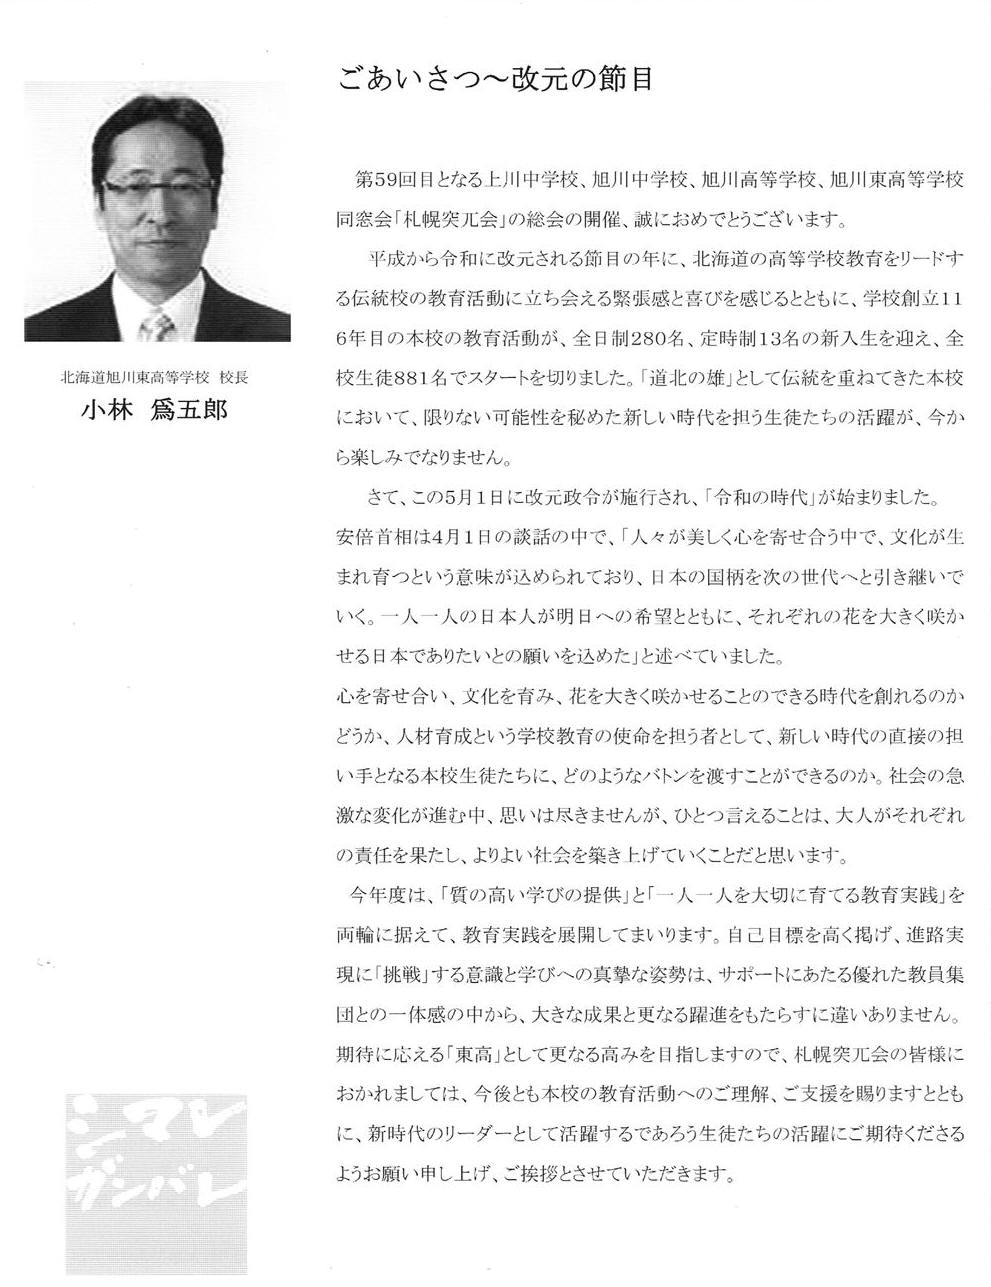 ごあいさつ～改元の節目
北海道旭川東高等学校 校長
小林 爲五郎
第59回目となる上川中学校、旭川中学校、旭川高等学校、旭川東高等学校
同窓会「札幌突兀会」の総会の開催、誠におめでとうございます。
平成から令和に改元される節目の年に、北海道の高等学校教育をリードす
る伝統校の教育活動に立ち会える緊張感と喜びを感じるとともに、学校創立11
6年目の本校の教育活動が、全日制280名、定時制13名の新入生を迎え、全
校生徒881名でスタートを切りました。「道北の雄」として伝統を重ねてきた本校
において、限りない可能性を秘めた新しい時代を担う生徒たちの活躍が、今か
ら楽しみでなりません。
さて、この5月1日に改元政令が施行され、「令和の時代」が始まりました。
安倍首相は4月1日の談話の中で、「人々が美しく心を寄せ合う中で、文化が生
まれ育つという意味が込められており、日本の国柄を次の世代へと引き継いで
いく。一人一人の日本人が明日への希望とともに、それぞれの花を大きく咲か
せる日本でありたいとの願いを込めた」と述べていました。
心を寄せ合い、文化を育み、花を大きく咲かせることのできる時代を創れるのか
どうか、人材育成という学校教育の使命を担う者として、新しい時代の直接の担
い手となる本校生徒たちに、どのようなバトンを渡すことができるのか。社会の急
激な変化が進む中、思いは尽きませんが、ひとつ言えることは、大人がそれぞれ
の責任を果たし、よりよい社会を築き上げていくことだと思います。
今年度は、「質の高い学びの提供」と「一人一人を大切に育てる教育実践」を
両輪に据えて、教育実践を展開してまいります。自己目標を高く掲げ、進路実
現に「挑戦」する意識と学びへの真摯な姿勢は、サポートにあたる優れた教員集
団との一体感の中から、大きな成果と更なる躍進をもたらすに違いありません。
期待に応える「東高」として更なる高みを目指しますので、札幌突兀会の皆様に
おかれましては、今後とも本校の教育活動へのご理解、ご支援を賜りますととも
に、新時代のリーダーとして活躍するであろう生徒たちの活躍にご期待くださる
ようお願い申し上げ、ご挨拶とさせていただきます。
シマレ
ガンバレ